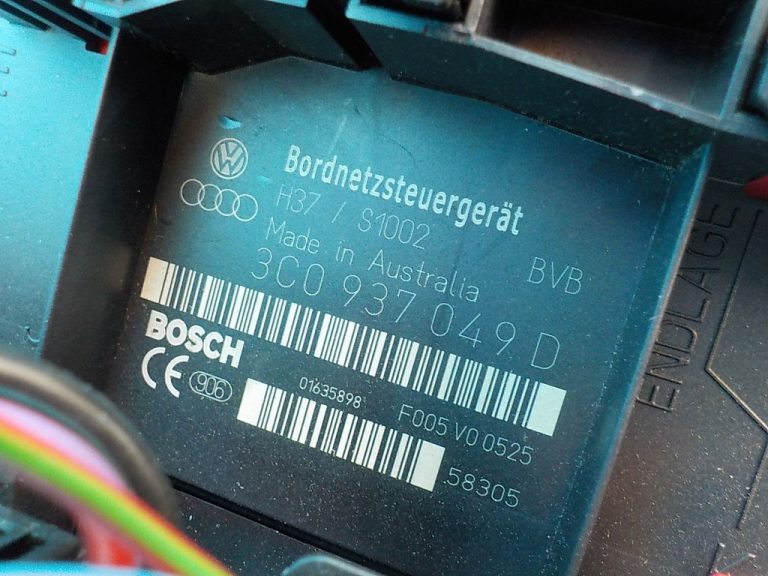 Bordnetzsteuergerät
H37 / S1002
BVB
Made in Australia
3C0 937 049 D
BOSCH
CE 906
01635898
F005 V0 0525
58305
ENDLAGE